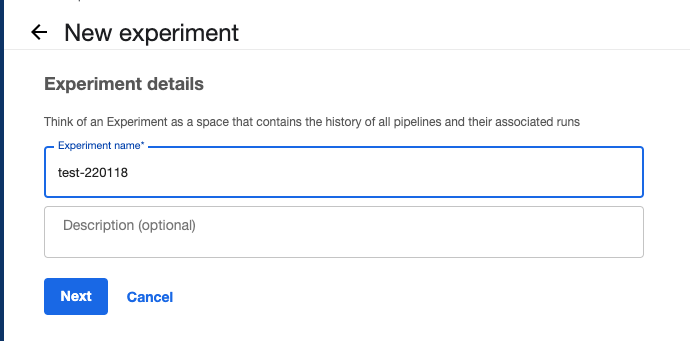 New experiment
Experiment details
Think of an Experiment as a space that contains the history of all pipelines and their associated runs
Experiment name*
test-220118
Description (optional)
Next Cancel